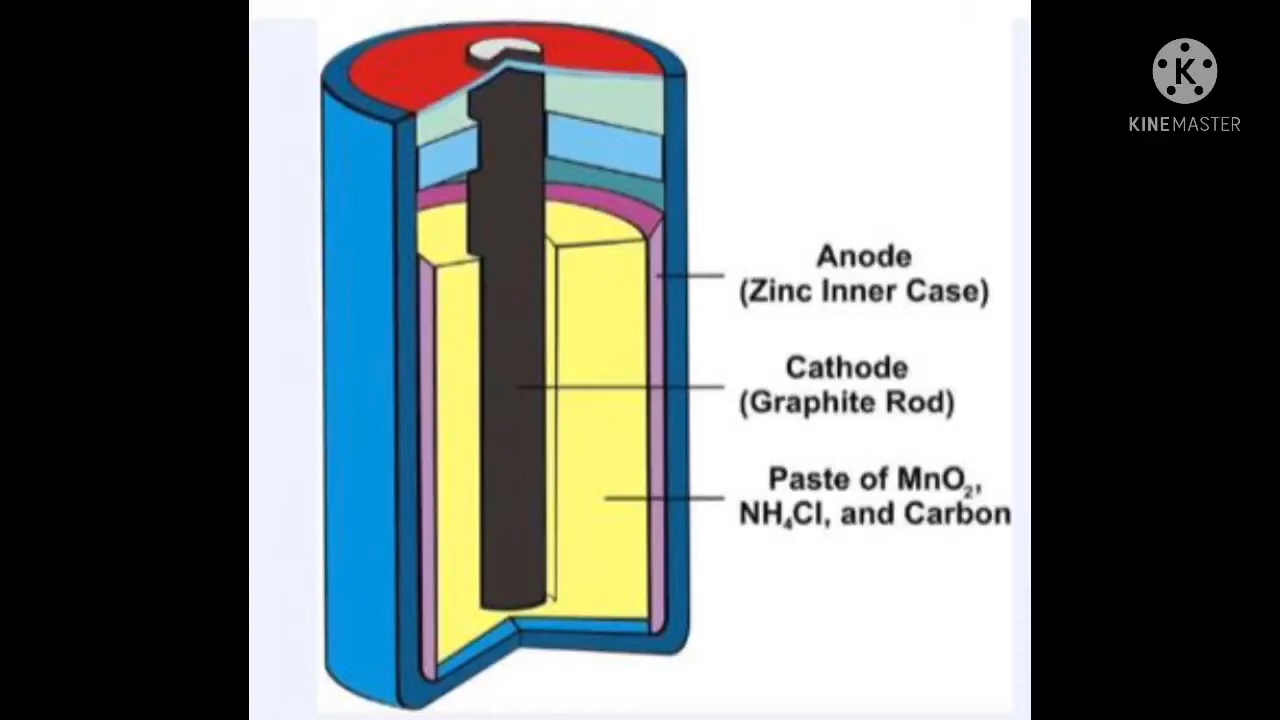 K
KINEMASTER
Anode
(Zinc Inner Case)
Cathode
(Graphite Rod)
Paste of MnO₂,
NH₄Cl, and Carbon